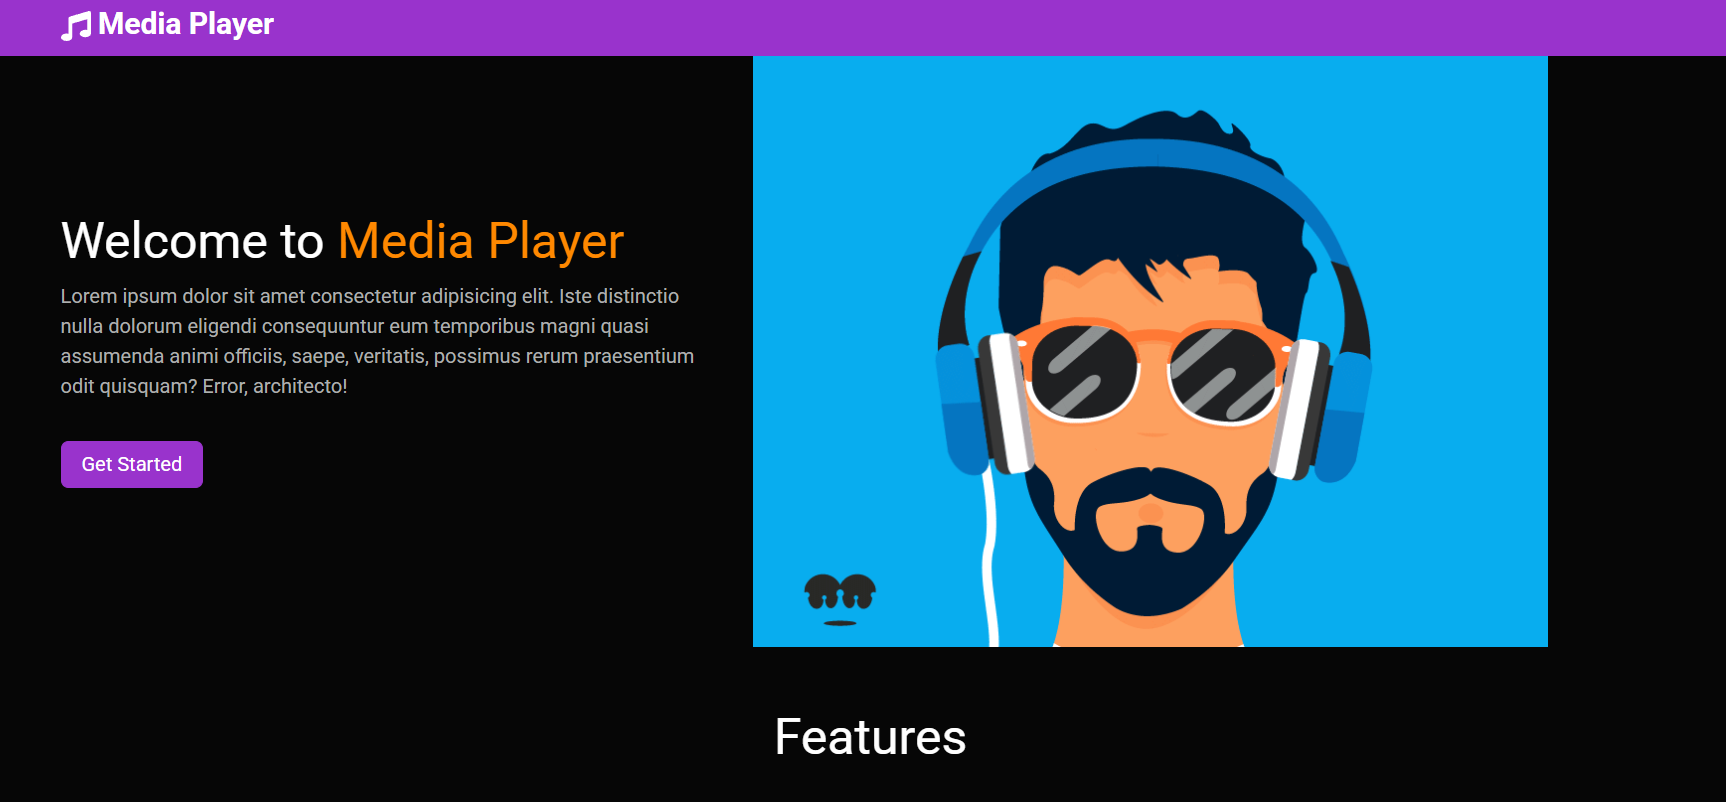 Media Player
Welcome to Media Player
Lorem ipsum dolor sit amet consectetur adipisicing elit. Iste distinctio
nulla dolorum eligendi consequuntur eum temporibus magni quasi
assumenda animi officiis, saepe, veritatis, possimus rerum praesentium
odit quisquam? Error, architecto!
Get Started
Features